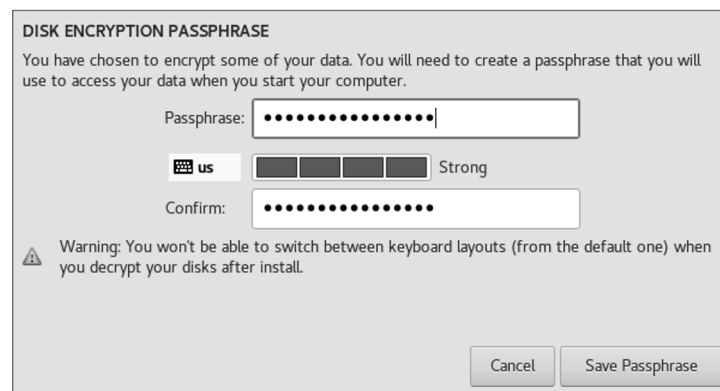 DISK ENCRYPTION PASSPHRASE
You have chosen to encrypt some of your data. You will need to create a passphrase that you will
use to access your data when you start your computer.
Passphrase: ••••••••••••••••
us Strong
Confirm: ••••••••••••••••
Warning: You won't be able to switch between keyboard layouts (from the default one) when
you decrypt your disks after install.
Cancel Save Passphrase